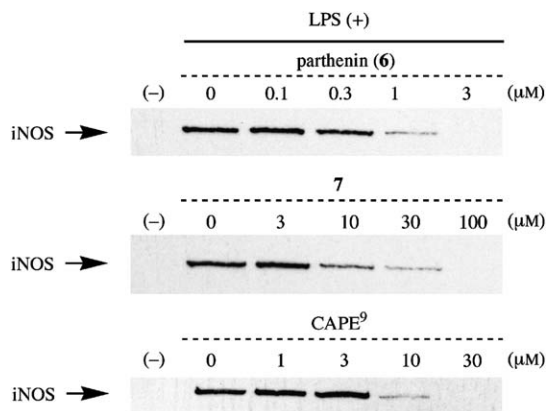 LPS (+)
parthenin (6)
(–) 0 0.1 0.3 1 3 (μM)
iNOS
7
(–) 0 3 10 30 100 (μM)
iNOS
CAPE⁹
(–) 0 1 3 10 30 (μM)
iNOS